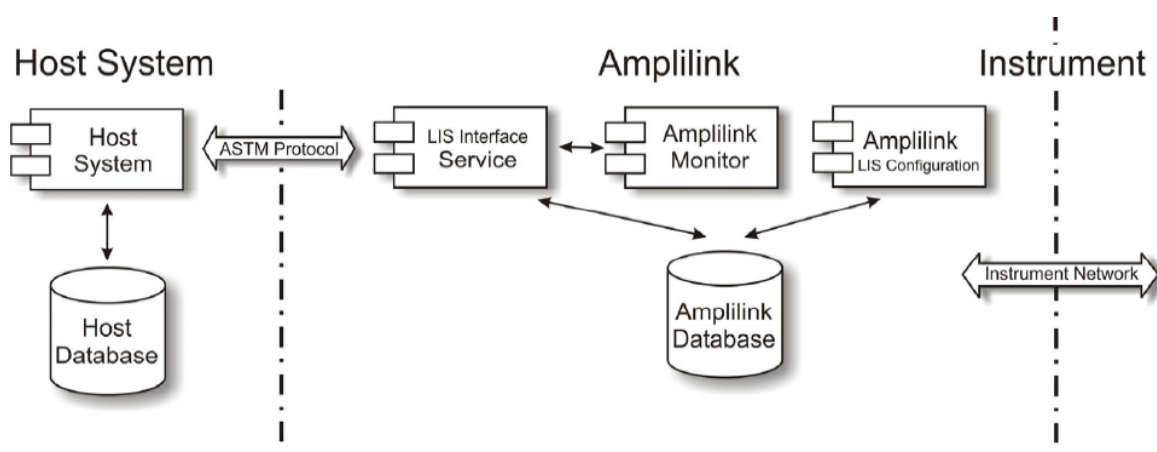 Host System
Amplilink
Instrument
Host
System
ASTM Protocol
LIS Interface
Service
Amplilink
Monitor
Amplilink
LIS Configuration
Instrument Network
Host
Database
Amplilink
Database